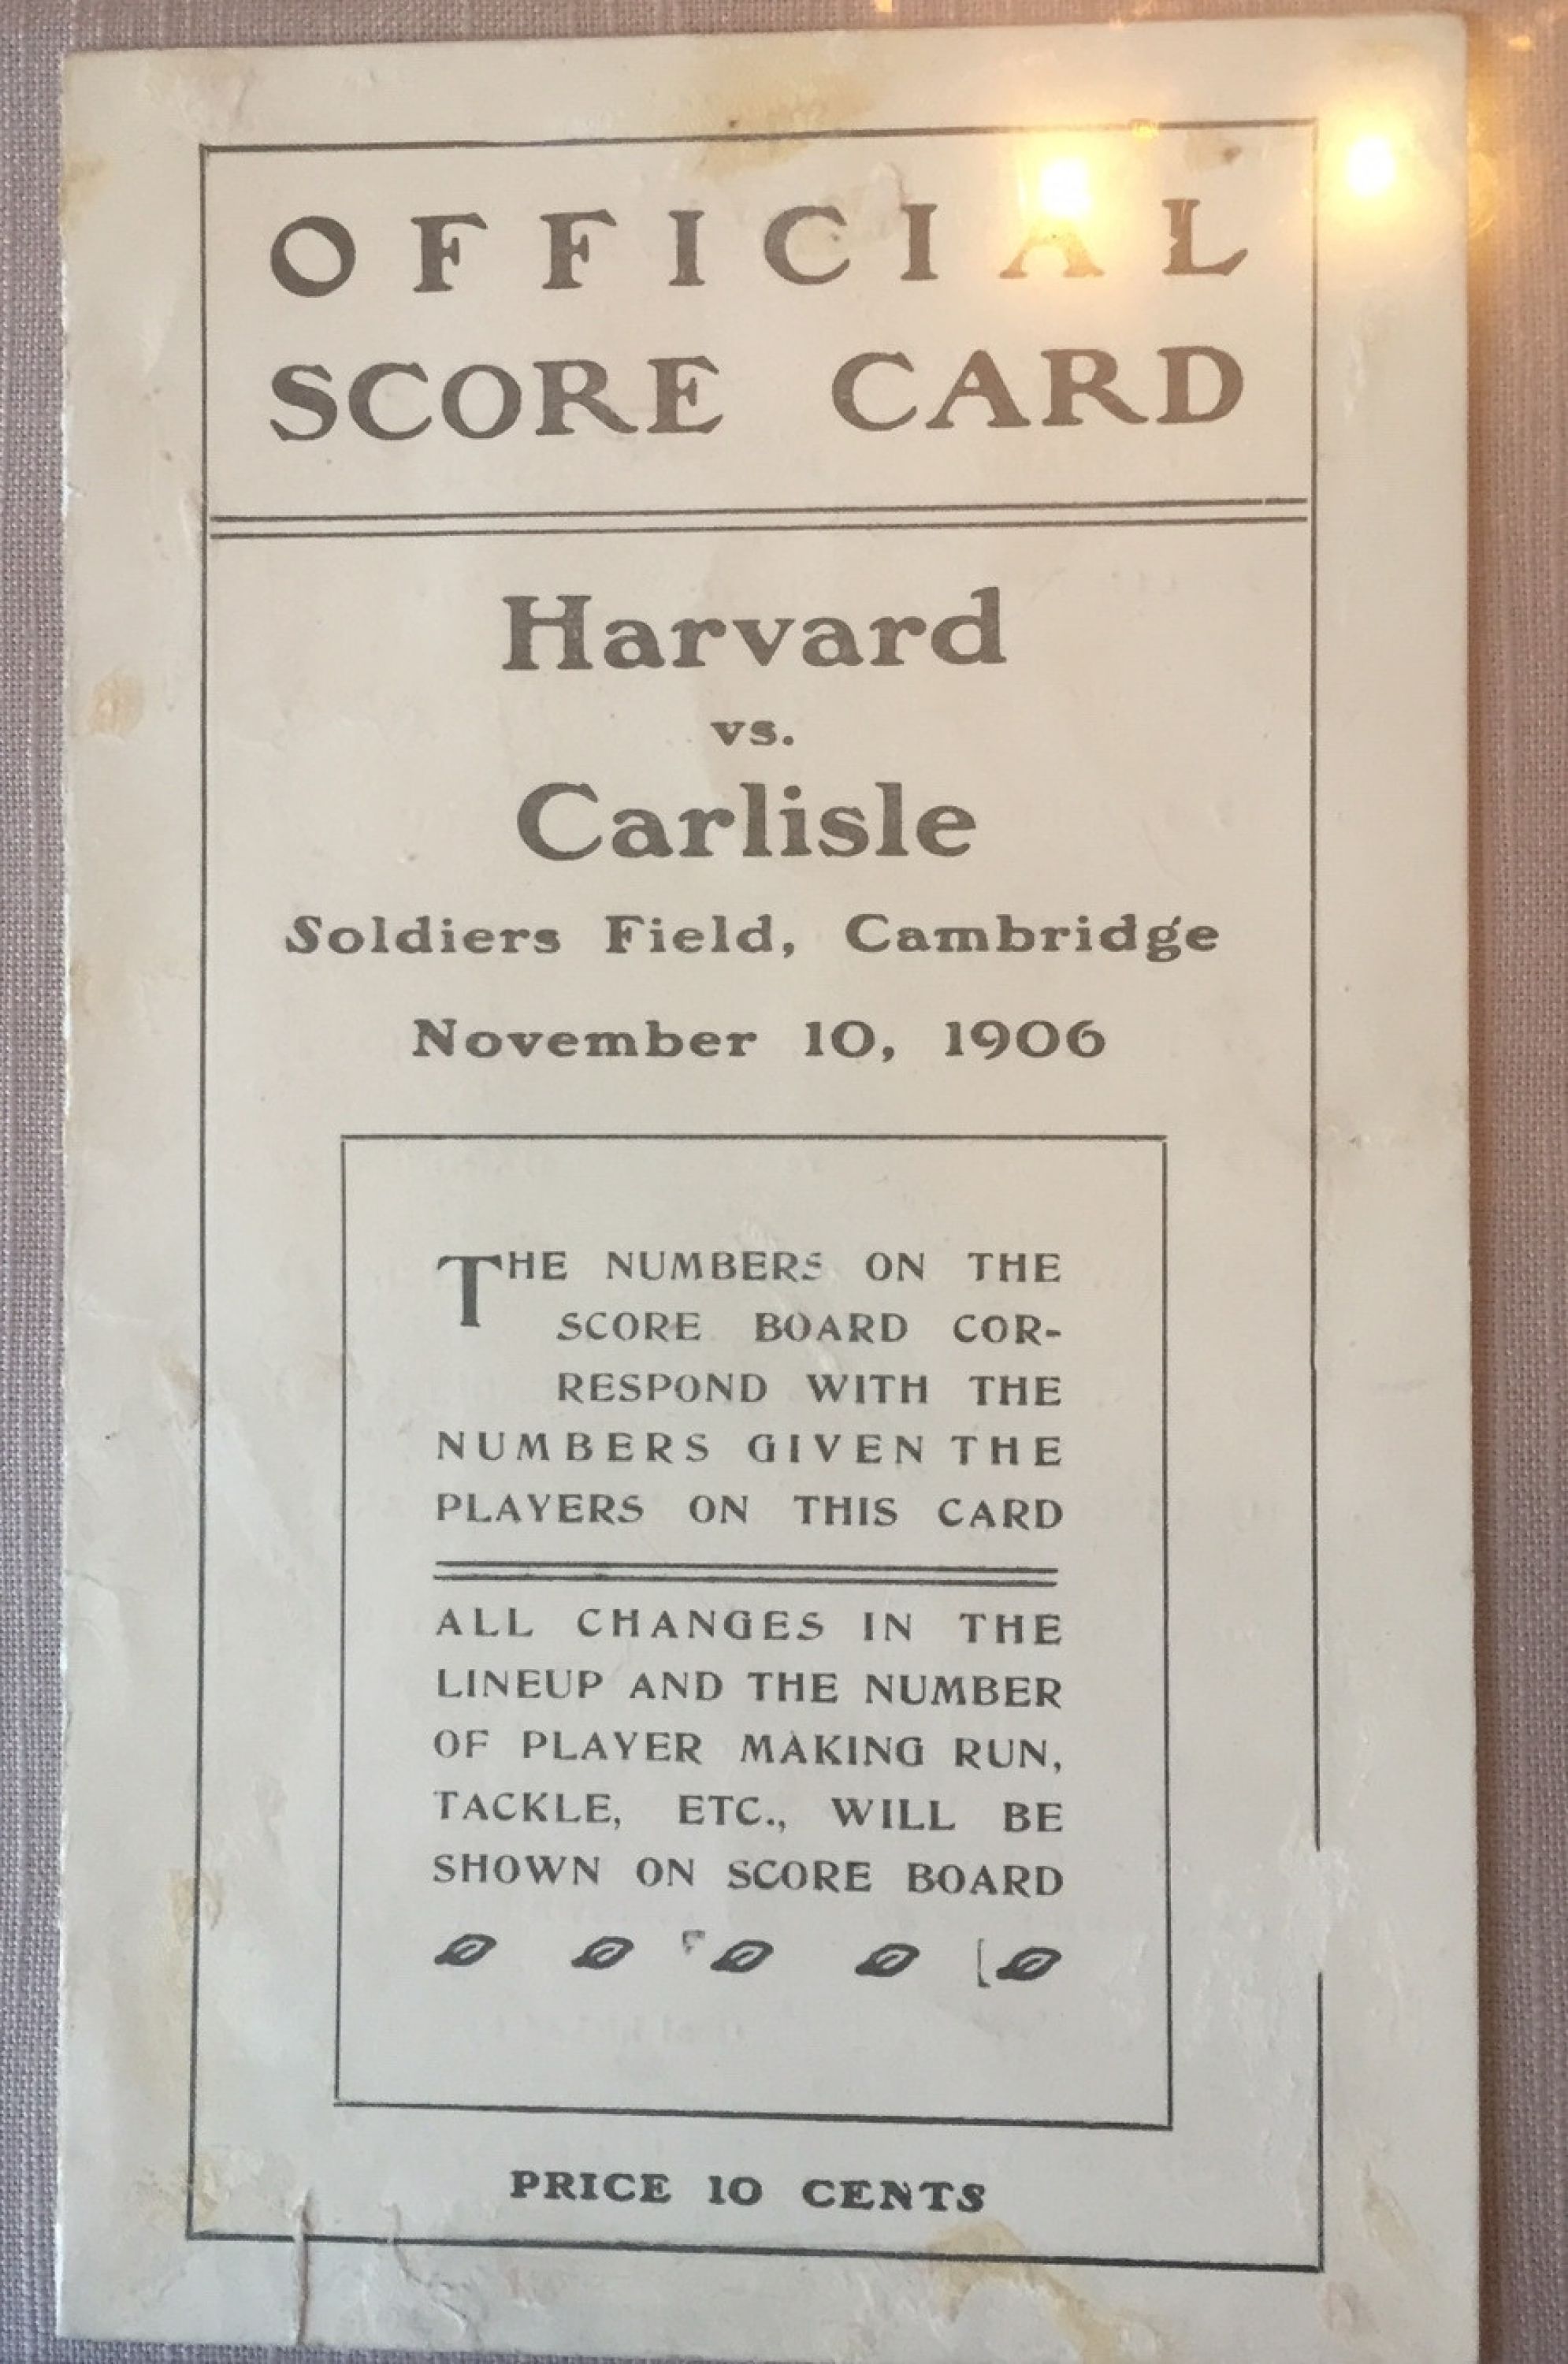 OFFICIAL
SCORE CARD
Harvard
vs.
Carlisle
Soldiers Field, Cambridge
November 10, 1906
THE NUMBERS ON THE
SCORE BOARD COR-
RESPOND WITH THE
NUMBERS GIVEN THE
PLAYERS ON THIS CARD
ALL CHANGES IN THE
LINEUP AND THE NUMBER
OF PLAYER MAKING RUN,
TACKLE, ETC., WILL BE
SHOWN ON SCORE BOARD
PRICE 10 CENTS